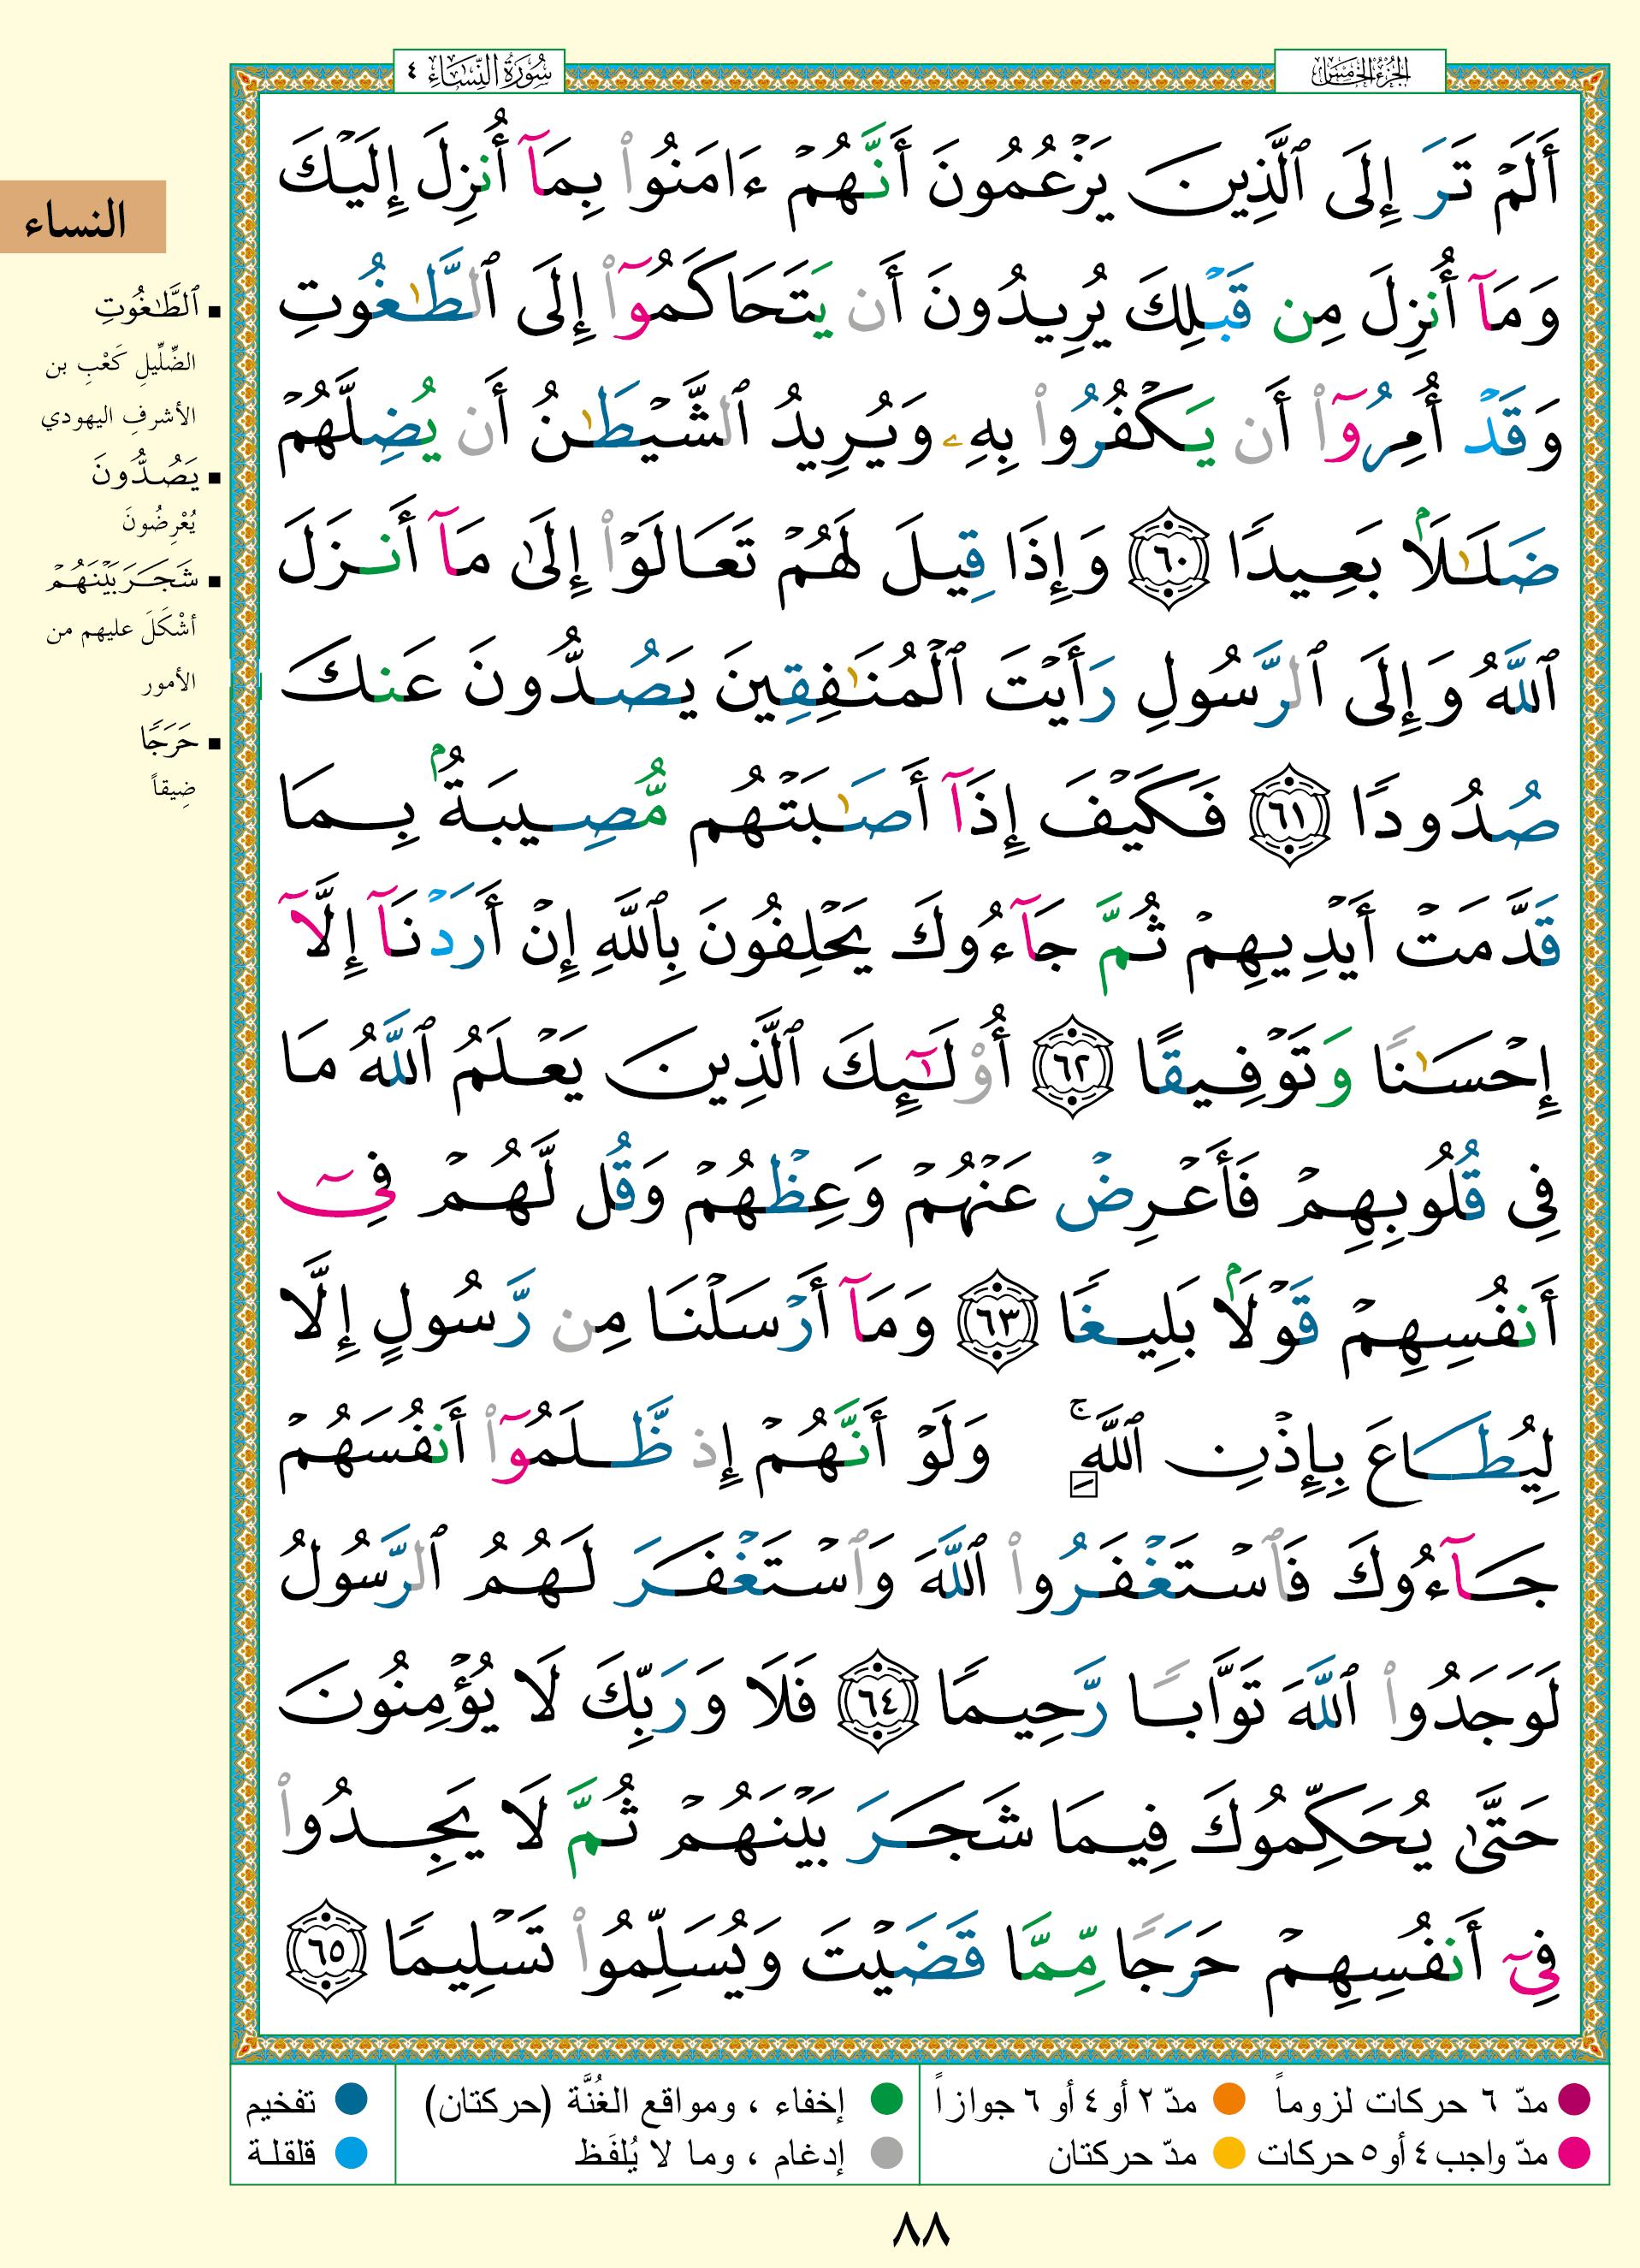 الجزء الخامس
سُورَةُ النِّسَاءِ ٤
أَلَمۡ تَرَ إِلَى ٱلَّذِينَ يَزۡعُمُونَ أَنَّهُمۡ ءَامَنُواْ بِمَآ أُنزِلَ إِلَيۡكَ
وَمَآ أُنزِلَ مِن قَبۡلِكَ يُرِيدُونَ أَن يَتَحَاكَمُوٓاْ إِلَى ٱلطَّٰغُوتِ
وَقَدۡ أُمِرُوٓاْ أَن يَكۡفُرُواْ بِهِۦ وَيُرِيدُ ٱلشَّيۡطَٰنُ أَن يُضِلَّهُمۡ
ضَلَٰلَۢا بَعِيدٗا ٦٠ وَإِذَا قِيلَ لَهُمۡ تَعَالَوۡاْ إِلَىٰ مَآ أَنزَلَ
ٱللَّهُ وَإِلَى ٱلرَّسُولِ رَأَيۡتَ ٱلۡمُنَٰفِقِينَ يَصُدُّونَ عَنكَ
صُدُودٗا ٦١ فَكَيۡفَ إِذَآ أَصَٰبَتۡهُم مُّصِيبَةُۢ بِمَا
قَدَّمَتۡ أَيۡدِيهِمۡ ثُمَّ جَآءُوكَ يَحۡلِفُونَ بِٱللَّهِ إِنۡ أَرَدۡنَآ إِلَّآ
إِحۡسَٰنٗا وَتَوۡفِيقًا ٦٢ أُوْلَٰٓئِكَ ٱلَّذِينَ يَعۡلَمُ ٱللَّهُ مَا
فِي قُلُوبِهِمۡ فَأَعۡرِضۡ عَنۡهُمۡ وَعِظۡهُمۡ وَقُل لَّهُمۡ فِيٓ
أَنفُسِهِمۡ قَوۡلَۢا بَلِيغٗا ٦٣ وَمَآ أَرۡسَلۡنَا مِن رَّسُولٍ إِلَّا
لِيُطَاعَ بِإِذۡنِ ٱللَّهِۚ وَلَوۡ أَنَّهُمۡ إِذ ظَّلَمُوٓاْ أَنفُسَهُمۡ
جَآءُوكَ فَٱسۡتَغۡفَرُواْ ٱللَّهَ وَٱسۡتَغۡفَرَ لَهُمُ ٱلرَّسُولُ
لَوَجَدُواْ ٱللَّهَ تَوَّابٗا رَّحِيمٗا ٦٤ فَلَا وَرَبِّكَ لَا يُؤۡمِنُونَ
حَتَّىٰ يُحَكِّمُوكَ فِيمَا شَجَرَ بَيۡنَهُمۡ ثُمَّ لَا يَجِدُواْ
فِيٓ أَنفُسِهِمۡ حَرَجٗا مِّمَّا قَضَيۡتَ وَيُسَلِّمُواْ تَسۡلِيمٗا ٦٥
النساء
ٱلطَّٰغُوتِ
الضِّلِّيلِ كَعْبِ بن
الأشرفِ اليهودي
يَصُدُّونَ
يُعْرِضُونَ
شَجَرَ بَيۡنَهُمۡ
أشْكَلَ عليهم من
الأمور
حَرَجٗا
ضِيقاً
مدّ ٦ حركات لزوماً
مدّ ٢ أو ٤ أو ٦ جوازاً
إخفاء ، ومواقع الغُنَّة (حركتان)
تفخيم
مدّ واجب ٤ أو ٥ حركات
مدّ حركتان
إدغام ، وما لا يُلفَظ
قلقلة
٨٨